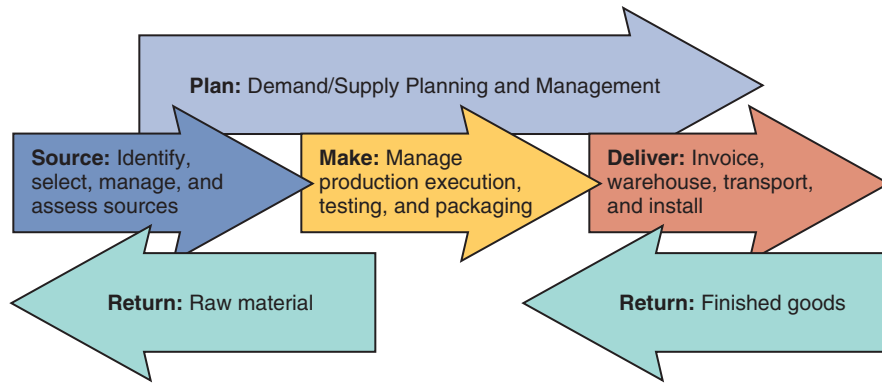 Plan: Demand/Supply Planning and Management
Source: Identify,
select, manage, and
assess sources
Make: Manage
production execution,
testing, and packaging
Deliver: Invoice,
warehouse, transport,
and install
Return: Raw material
Return: Finished goods